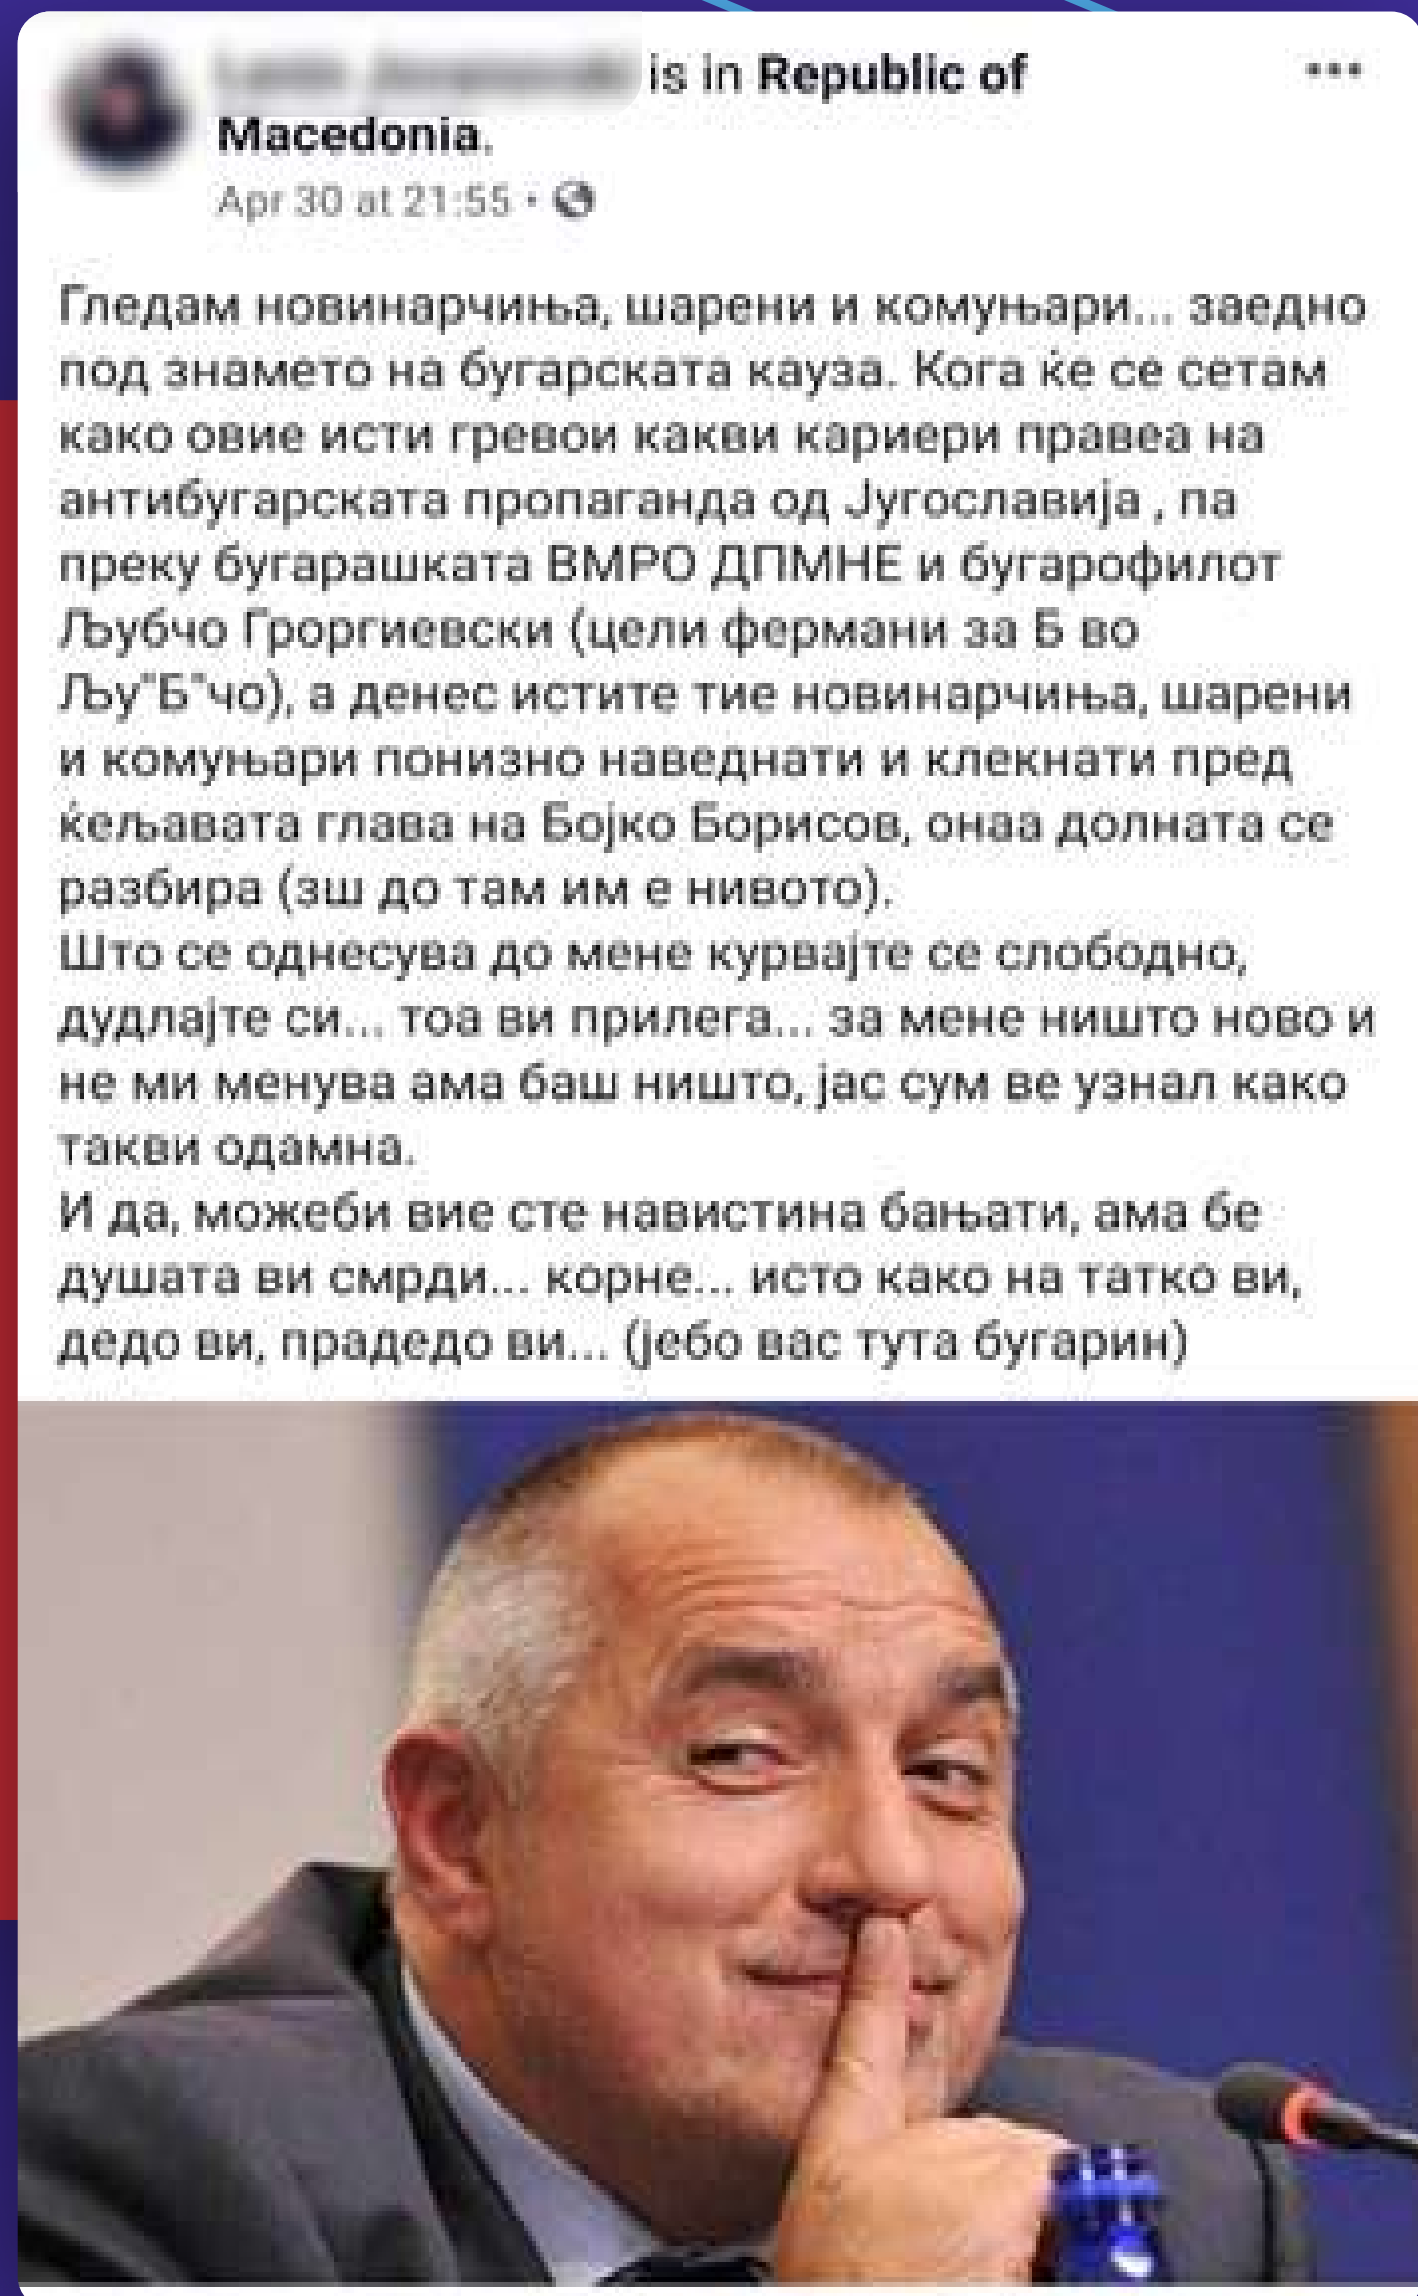 is in Republic of
Macedonia.
Apr 30 at 21:55 •
Гледам новинарчиња, шарени и комуњари... заедно
под знамето на бугарската кауза. Кога ќе се сетам
како овие исти гревои какви кариери правеа на
антибугарската пропаганда од Југославија , па
преку бугарашката ВМРО ДПМНЕ и бугарофилот
Љубчо Гроргиевски (цели фермани за Б во
Љу"Б"чо), а денес истите тие новинарчиња, шарени
и комуњари понизно наведнати и клекнати пред
ќељавата глава на Бојко Борисов, онаа долната се
разбира (зш до там им е нивото).
Што се однесува до мене курвајте се слободно,
дудлајте си... тоа ви прилега... за мене ништо ново и
не ми менува ама баш ништо, јас сум ве узнал како
такви одамна.
И да, можеби вие сте навистина бањати, ама бе
душата ви смрди... корне... исто како на татко ви,
дедо ви, прадедо ви... (јебо вас тута бугарин)